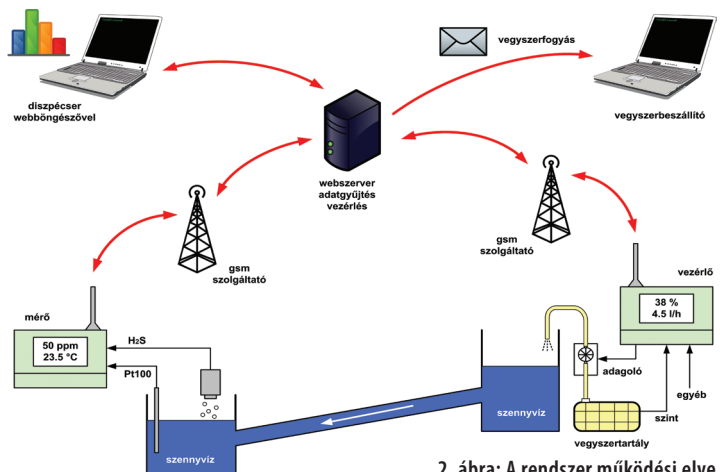 vegyszerfogyás
diszpécser
webböngészővel
vegyszerbeszállító
webszerver
adatgyűjtés
vezérlés
gsm
szolgáltató
gsm
szolgáltató
mérő
50 ppm
23.5 °C
H2S
Pt100
szennyvíz
szennyvíz
vezérlő
38 %
4.5 l/h
adagoló
egyéb
szint
vegyszertartály
2. ábra: A rendszer működési elve